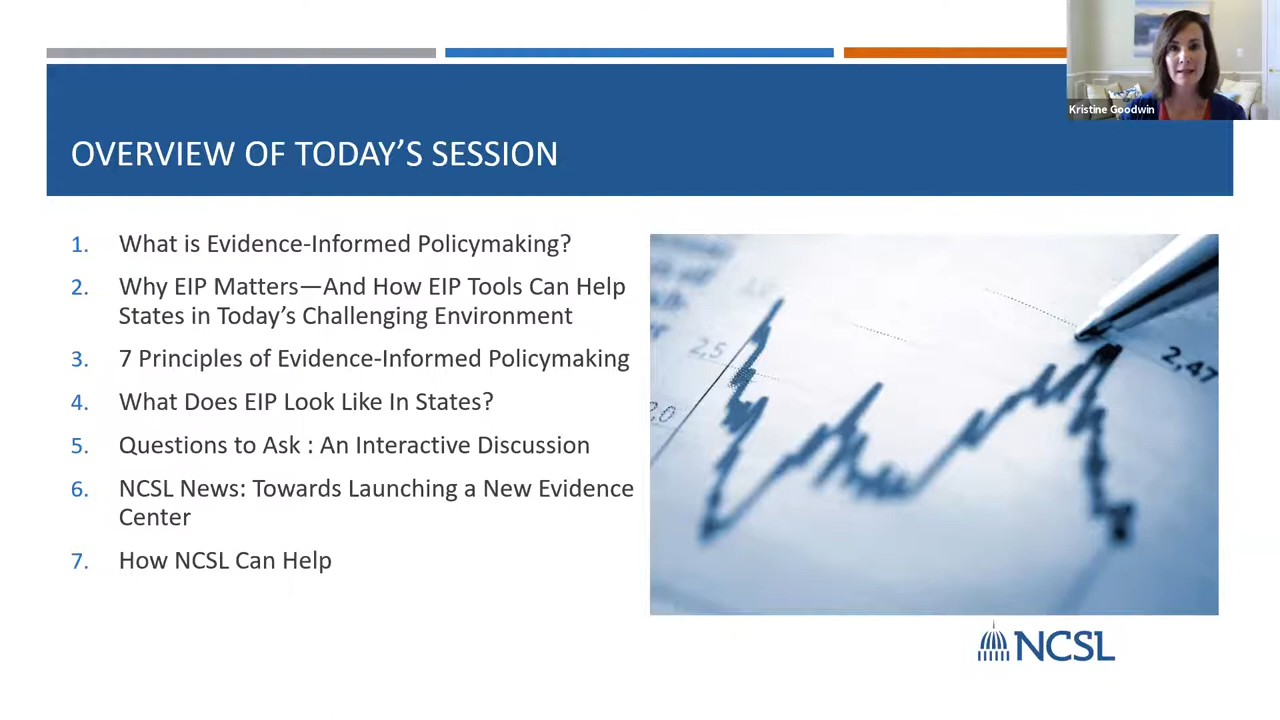 Kristine Goodwin
OVERVIEW OF TODAY'S SESSION
1. What is Evidence-Informed Policymaking?
2. Why EIP Matters—And How EIP Tools Can Help
States in Today's Challenging Environment
3. 7 Principles of Evidence-Informed Policymaking
4. What Does EIP Look Like In States?
5. Questions to Ask : An Interactive Discussion
6. NCSL News: Towards Launching a New Evidence
Center
7. How NCSL Can Help
2,5
2,0
2,47
NCSL